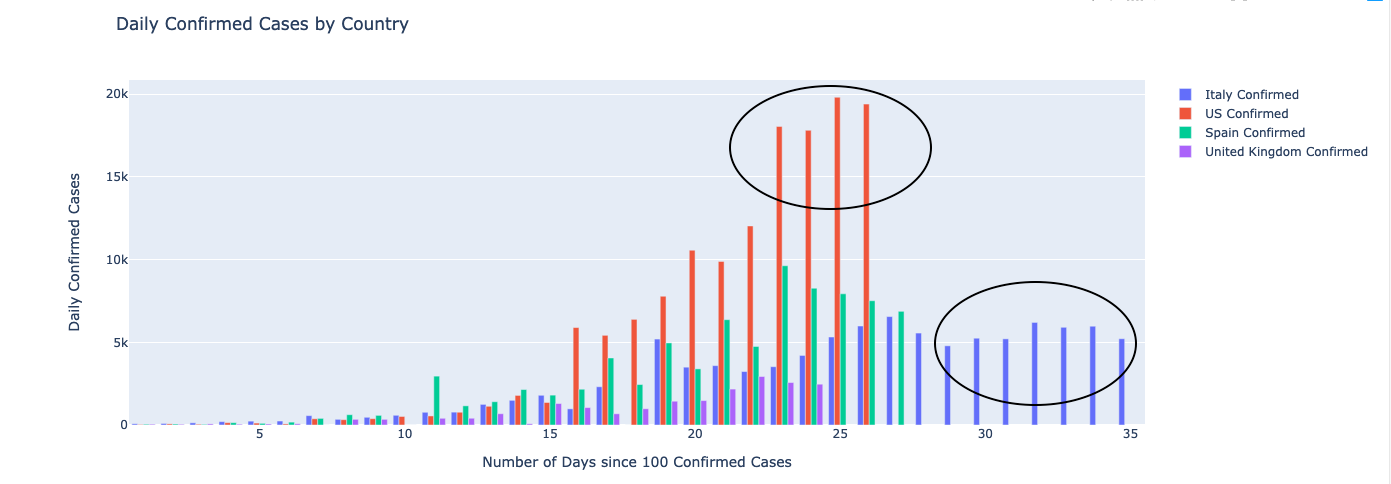 Daily Confirmed Cases by Country
20k
15k
10k
5k
0
Daily Confirmed Cases
5 10 15 20 25 30 35
Number of Days since 100 Confirmed Cases
Italy Confirmed
US Confirmed
Spain Confirmed
United Kingdom Confirmed